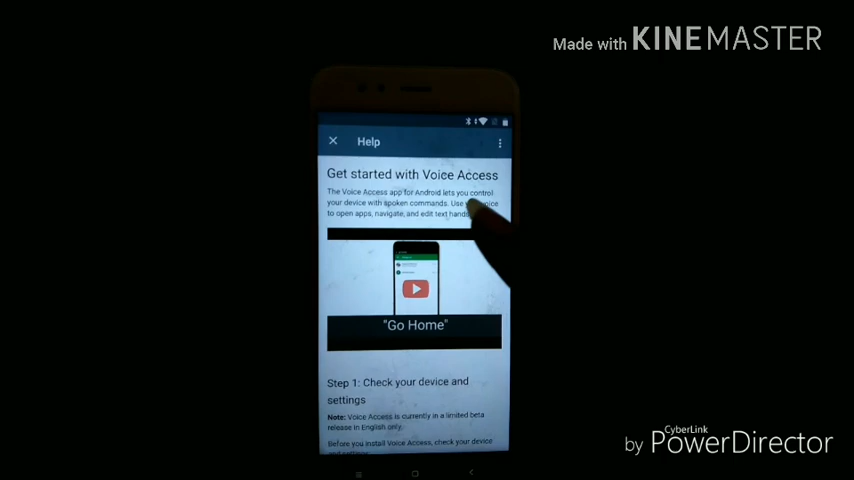 Made with KINEMASTER
Help
Get started with Voice Access
The Voice Access app for Android lets you control
your device with spoken commands. Use your voice
to open apps, navigate, and edit text hands
"Go Home"
Step 1: Check your device and
settings
Note: Voice Access is currently in a limited beta
release in English only.
Before you install Voice Access, check your device
CyberLink
by PowerDirector